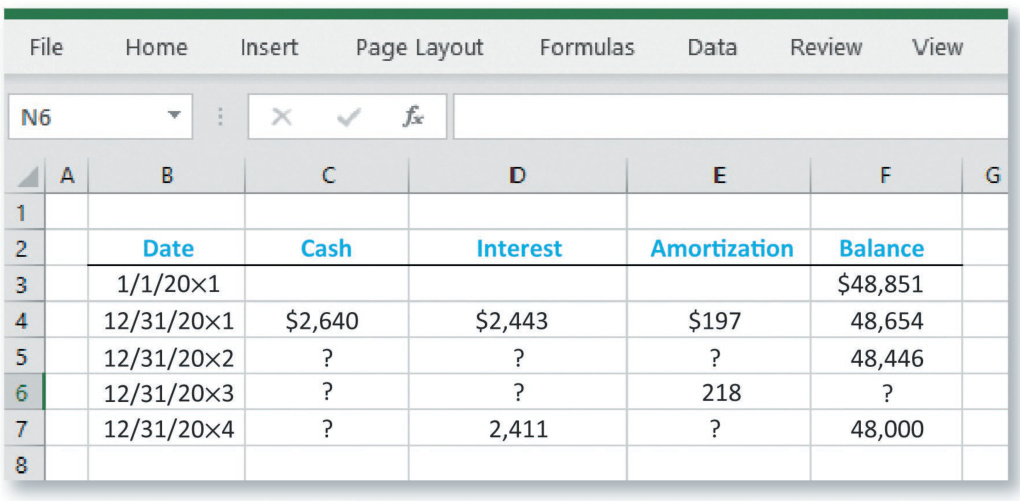 File Home Insert Page Layout Formulas Data Review View
N6 fx
A B C D E F G
1
2 Date Cash Interest Amortization Balance
3 1/1/20×1 $48,851
4 12/31/20×1 $2,640 $2,443 $197 48,654
5 12/31/20×2 ? ? ? 48,446
6 12/31/20×3 ? ? 218 ?
7 12/31/20×4 ? 2,411 ? 48,000
8